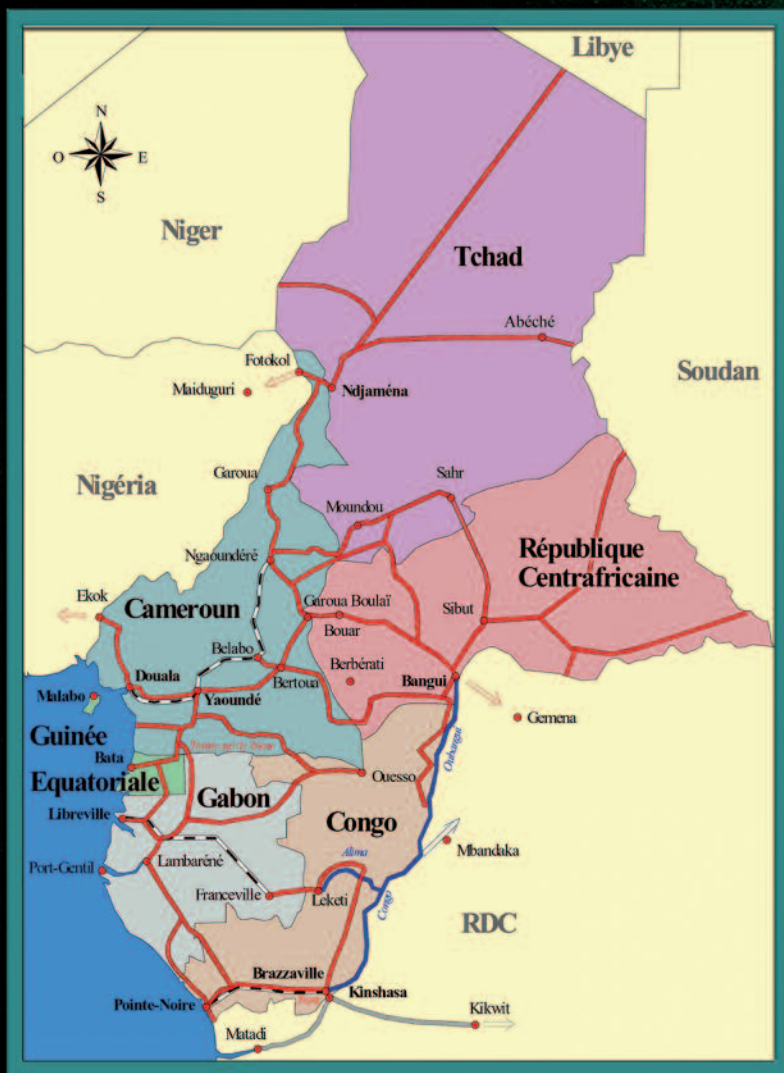 Libye
N
O
E
S
Niger
Tchad
Abéché
Fotokol
Soudan
Maiduguri
Ndjaména
Garoua
Sahr
Nigéria
Moundou
Ngaoundéré
République
Centrafricaine
Ekok
Cameroun
Garoua Boulaï
Sibut
Bouar
Belabo
Douala
Berbérati
Malabo
Yaoundé
Bertoua
Bangui
Gemena
Guinée
Oubangui
Bata
Equatoriale
Ouesso
Gabon
Libreville
Congo
Mbandaka
Lambaréné
Alima
Port-Gentil
Franceville
Leketi
Congo
RDC
Brazzaville
Kinshasa
Pointe-Noire
Kikwit
Matadi